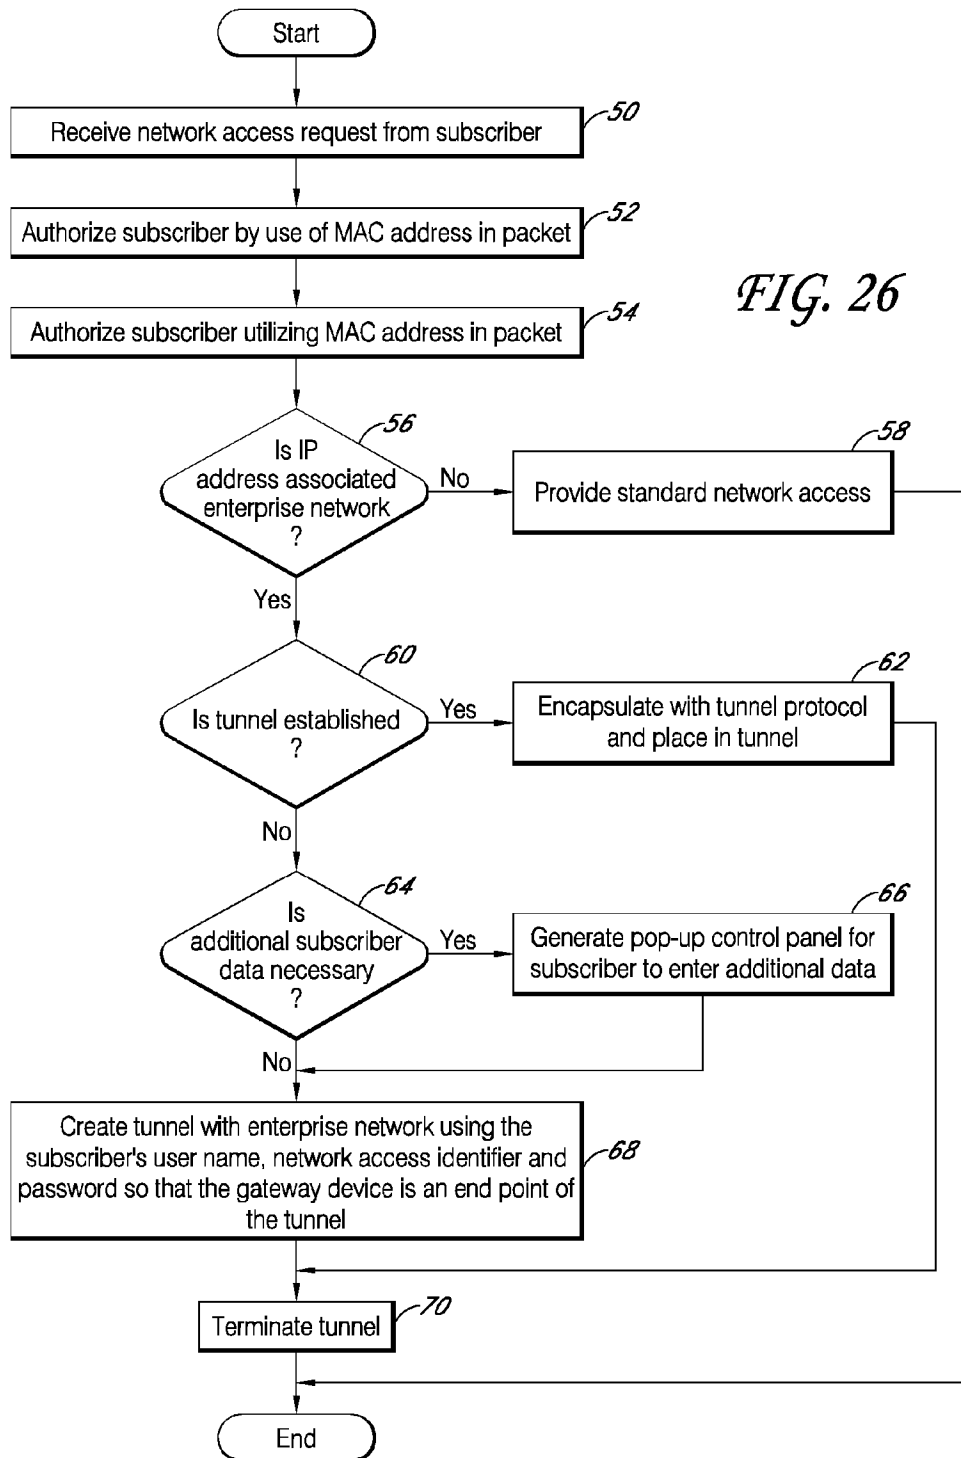 Start
Receive network access request from subscriber
50
Authorize subscriber by use of MAC address in packet
52
FIG. 26
Authorize subscriber utilizing MAC address in packet
54
Is IP
address associated
enterprise network
?
56
No
Provide standard network access
58
Yes
Is tunnel established
?
60
Yes
Encapsulate with tunnel protocol
and place in tunnel
62
No
Is
additional subscriber
data necessary
?
64
Yes
Generate pop-up control panel for
subscriber to enter additional data
66
No
Create tunnel with enterprise network using the
subscriber's user name, network access identifier and
password so that the gateway device is an end point of
the tunnel
68
Terminate tunnel
70
End